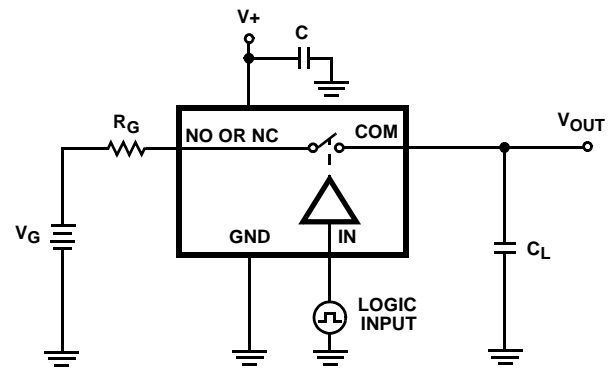 V+
C
RG
NO OR NC
COM
VOUT
VG
GND
IN
CL
LOGIC
INPUT